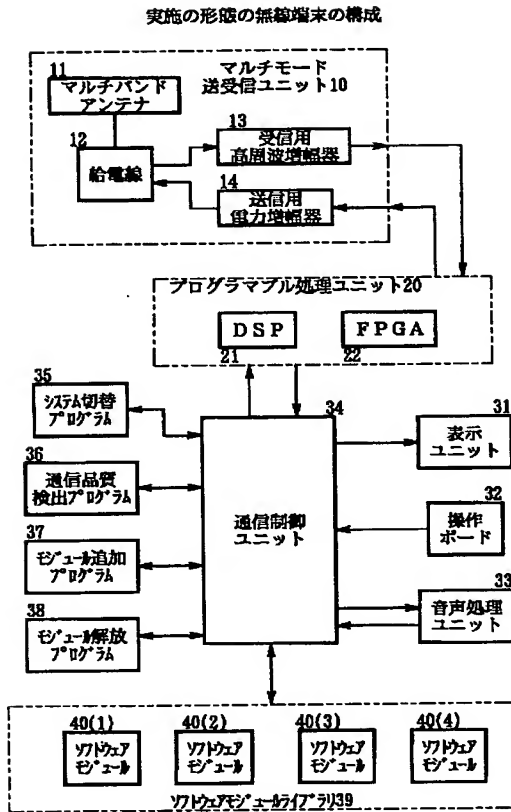 実施の形態の無線端末の構成
マルチモード
送受信ユニット10
11
マルチバンド
アンテナ
12
給電線
13
受信用
高周波増幅器
14
送信用
電力増幅器
プログラマブル処理ユニット20
DSP
FPGA
21
22
35
システム切替
プログラム
36
通信品質
検出プログラム
37
モジュール追加
プログラム
38
モジュール解放
プログラム
34
通信制御
ユニット
31
表示
ユニット
32
操作
ボード
33
音声処理
ユニット
40(1)
ソフトウェア
モジュール
40(2)
ソフトウェア
モジュール
40(3)
ソフトウェア
モジュール
40(4)
ソフトウェア
モジュール
ソフトウェアモジュールライブラリ39